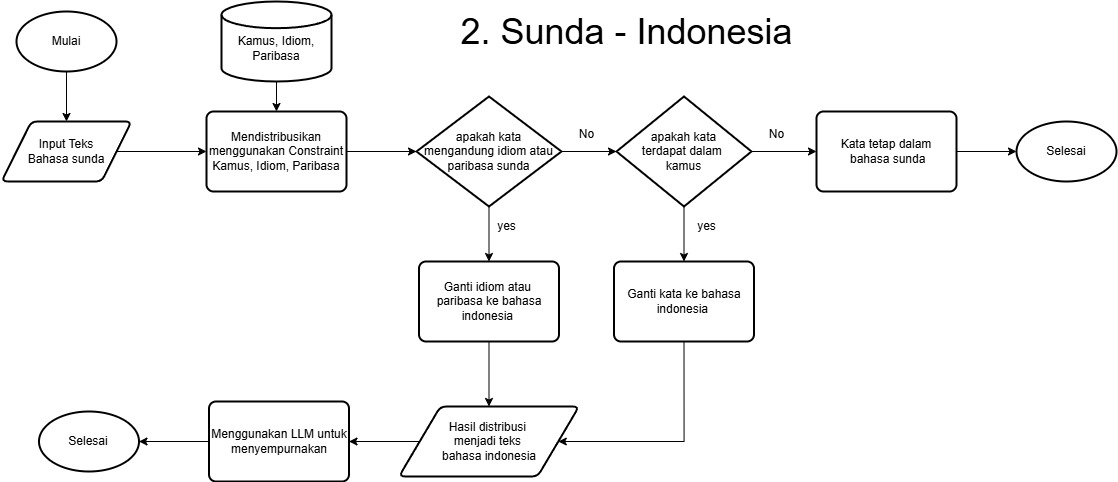 2. Sunda - Indonesia
Mulai
Kamus, Idiom,
Paribasa
Input Teks
Bahasa sunda
Mendistribusikan
menggunakan Constraint
Kamus, Idiom, Paribasa
apakah kata
mengandung idiom atau
paribasa sunda
No
apakah kata
terdapat dalam
kamus
No
Kata tetap dalam
bahasa sunda
Selesai
yes
yes
Ganti idiom atau
paribasa ke bahasa
indonesia
Ganti kata ke bahasa
indonesia
Selesai
Menggunakan LLM untuk
menyempurnakan
Hasil distribusi
menjadi teks
bahasa indonesia